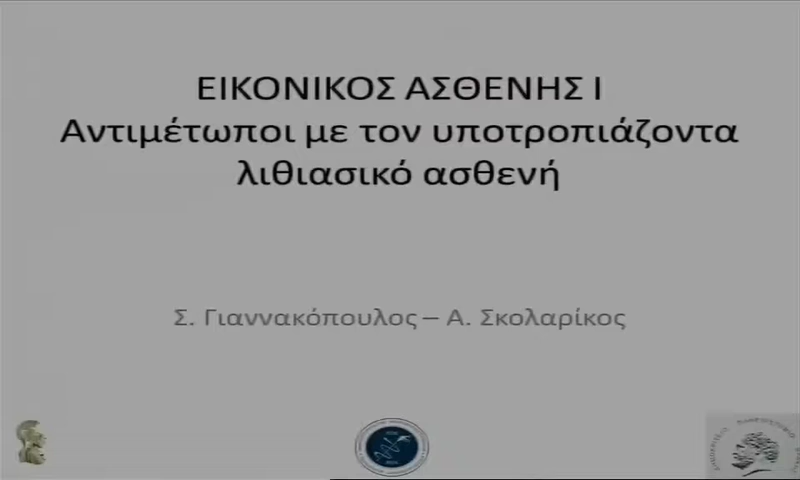 ΕΙΚΟΝΙΚΟΣ ΑΣΘΕΝΗΣ Ι
Αντιμέτωποι με τον υποτροπιάζοντα
λιθιασικό ασθενή
Σ. Γιαννακόπουλος – Α. Σκολαρίκος